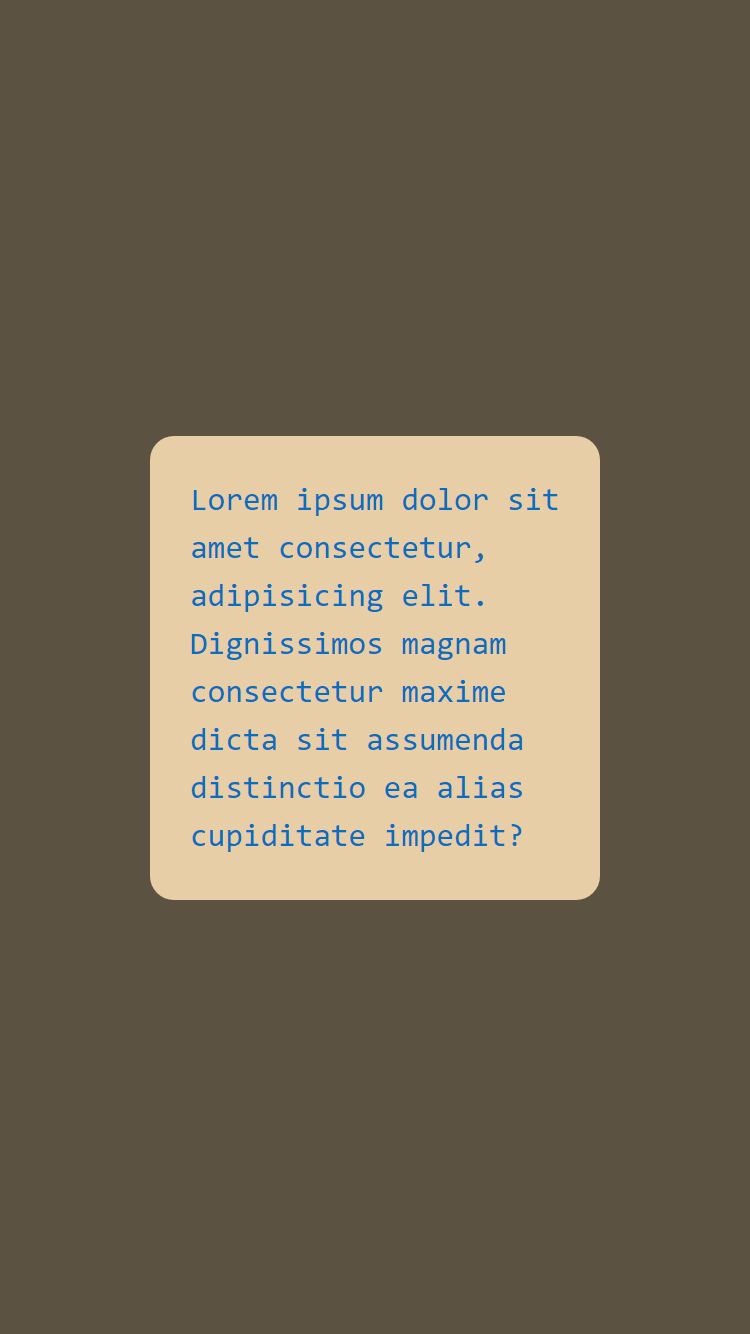 Lorem ipsum dolor sit
amet consectetur,
adipisicing elit.
Dignissimos magnam
consectetur maxime
dicta sit assumenda
distinctio ea alias
cupiditate impedit?